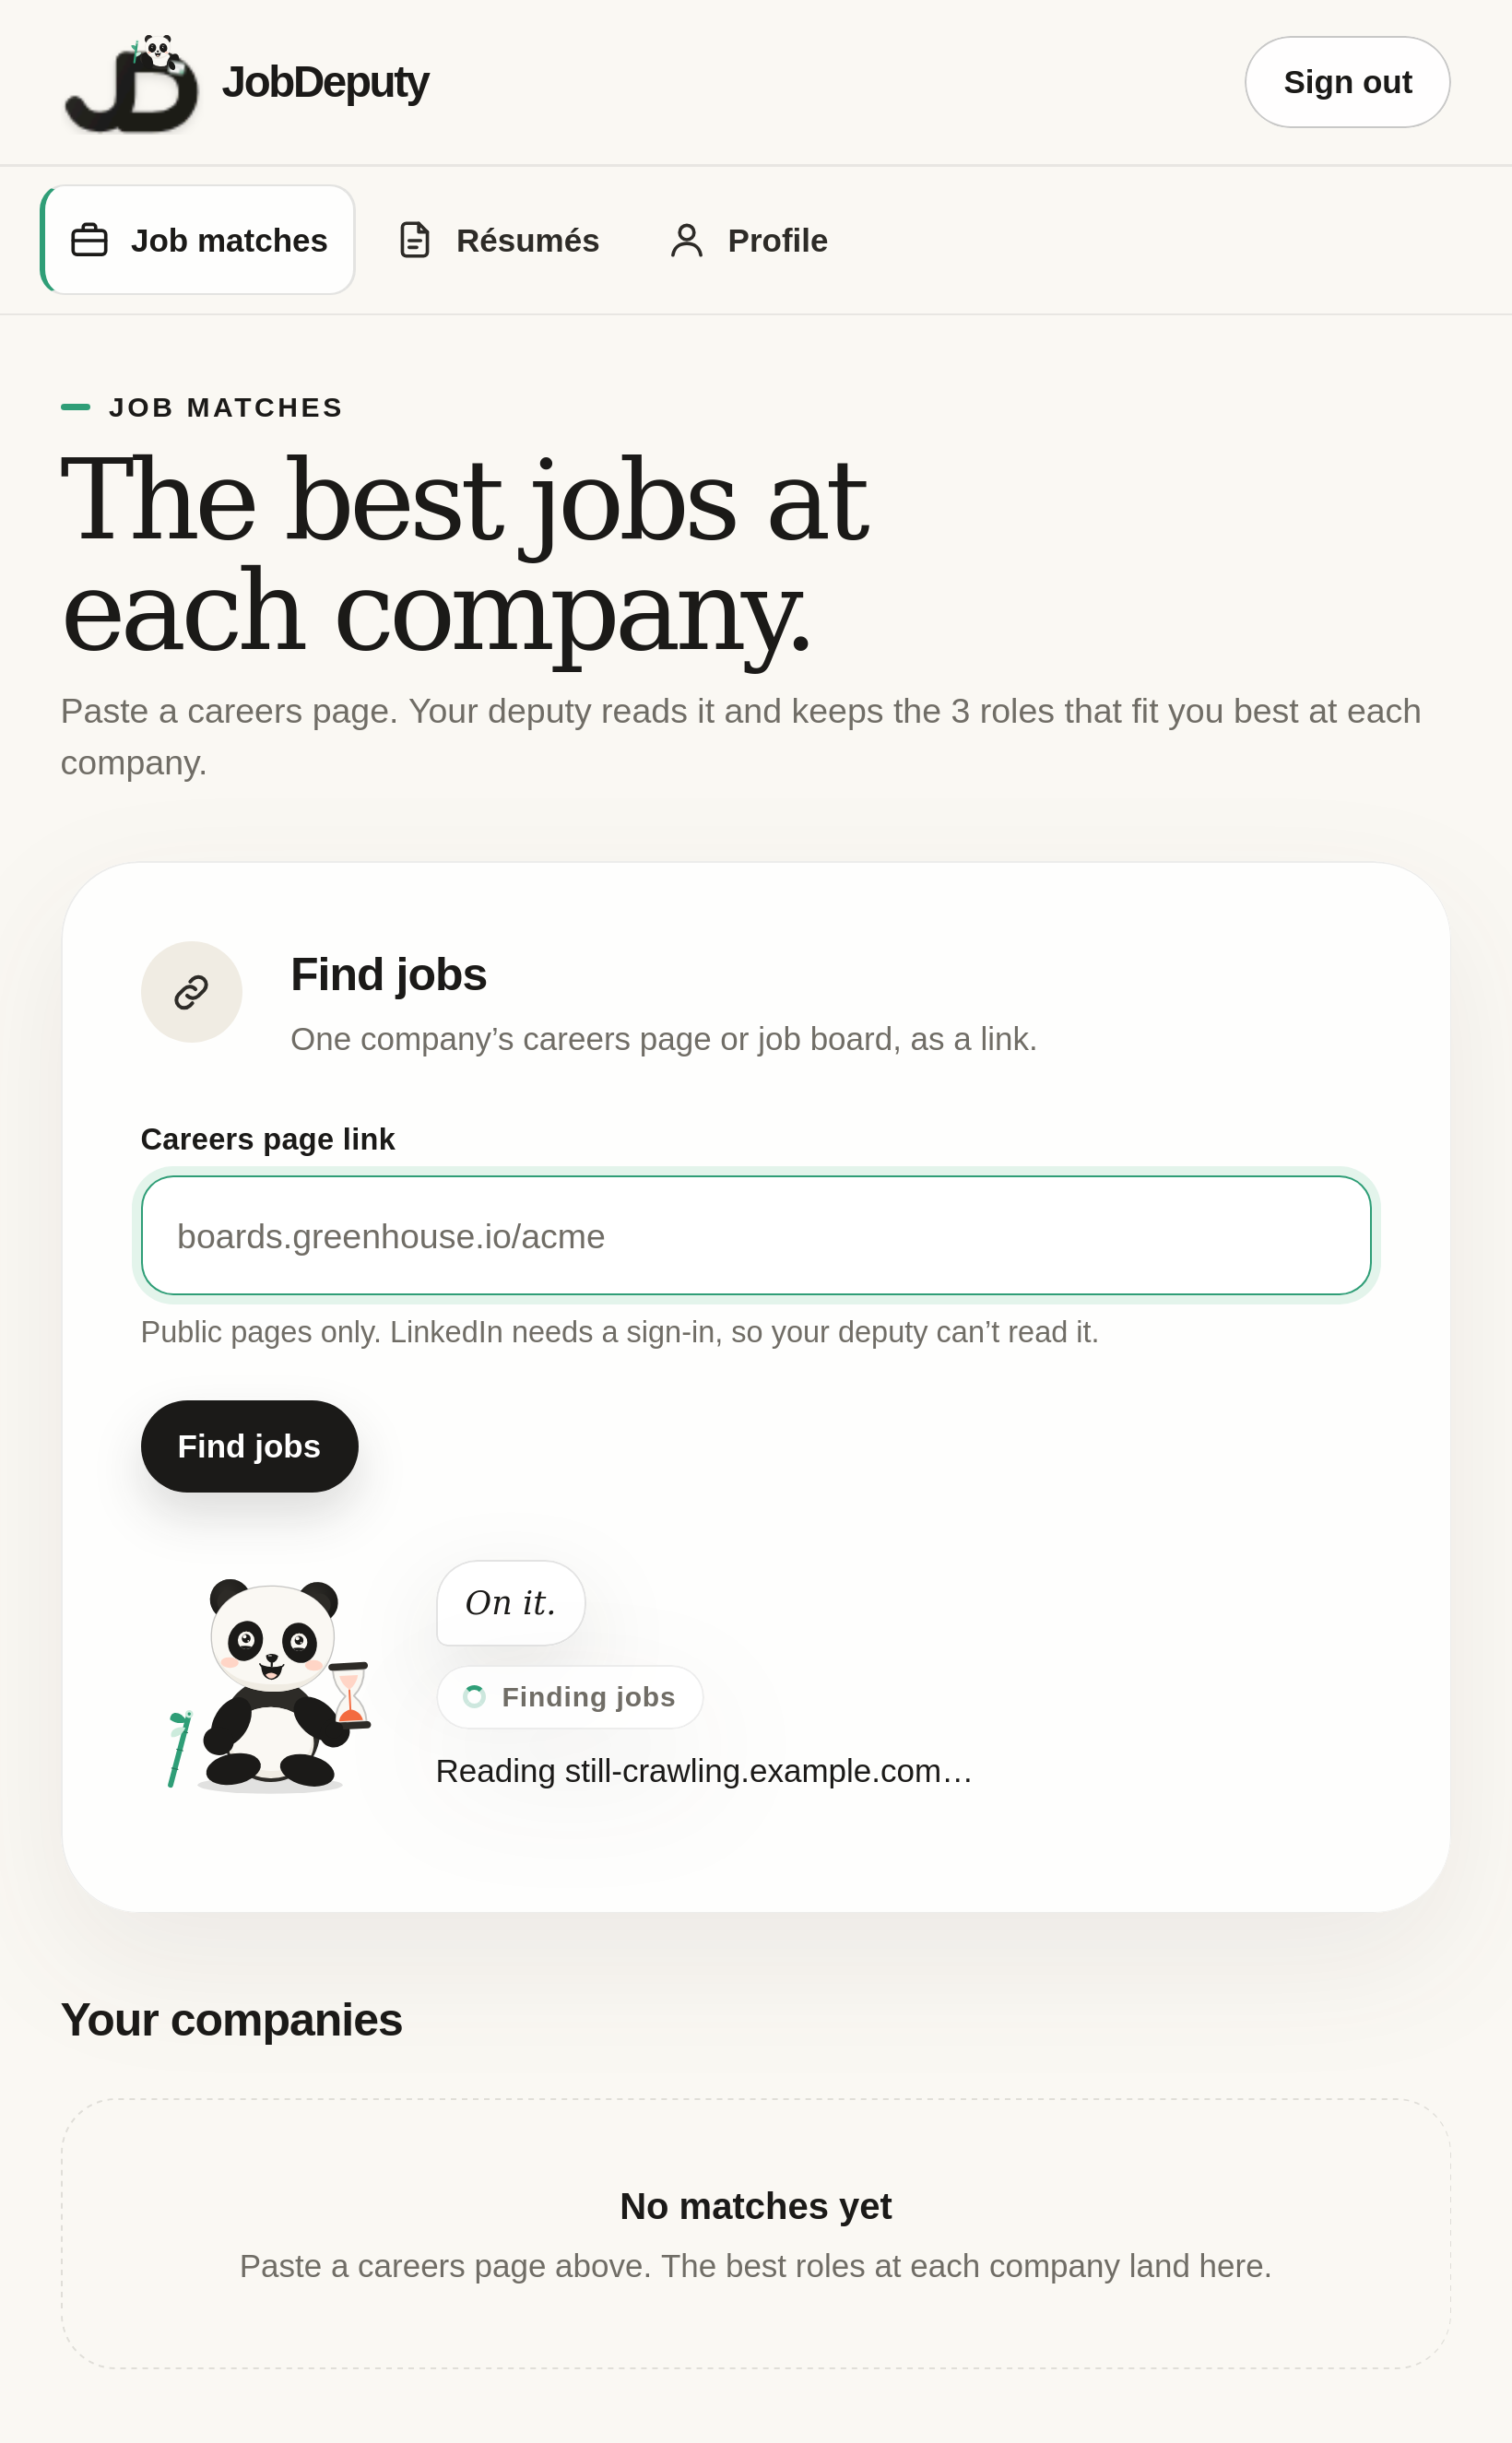 JobDeputy
Sign out
Job matches
Résumés
Profile
JOB MATCHES
The best jobs at
each company.
Paste a careers page. Your deputy reads it and keeps the 3 roles that fit you best at each
company.
Find jobs
One company’s careers page or job board, as a link.
Careers page link
boards.greenhouse.io/acme
Public pages only. LinkedIn needs a sign-in, so your deputy can’t read it.
Find jobs
On it.
Finding jobs
Reading still-crawling.example.com…
Your companies
No matches yet
Paste a careers page above. The best roles at each company land here.